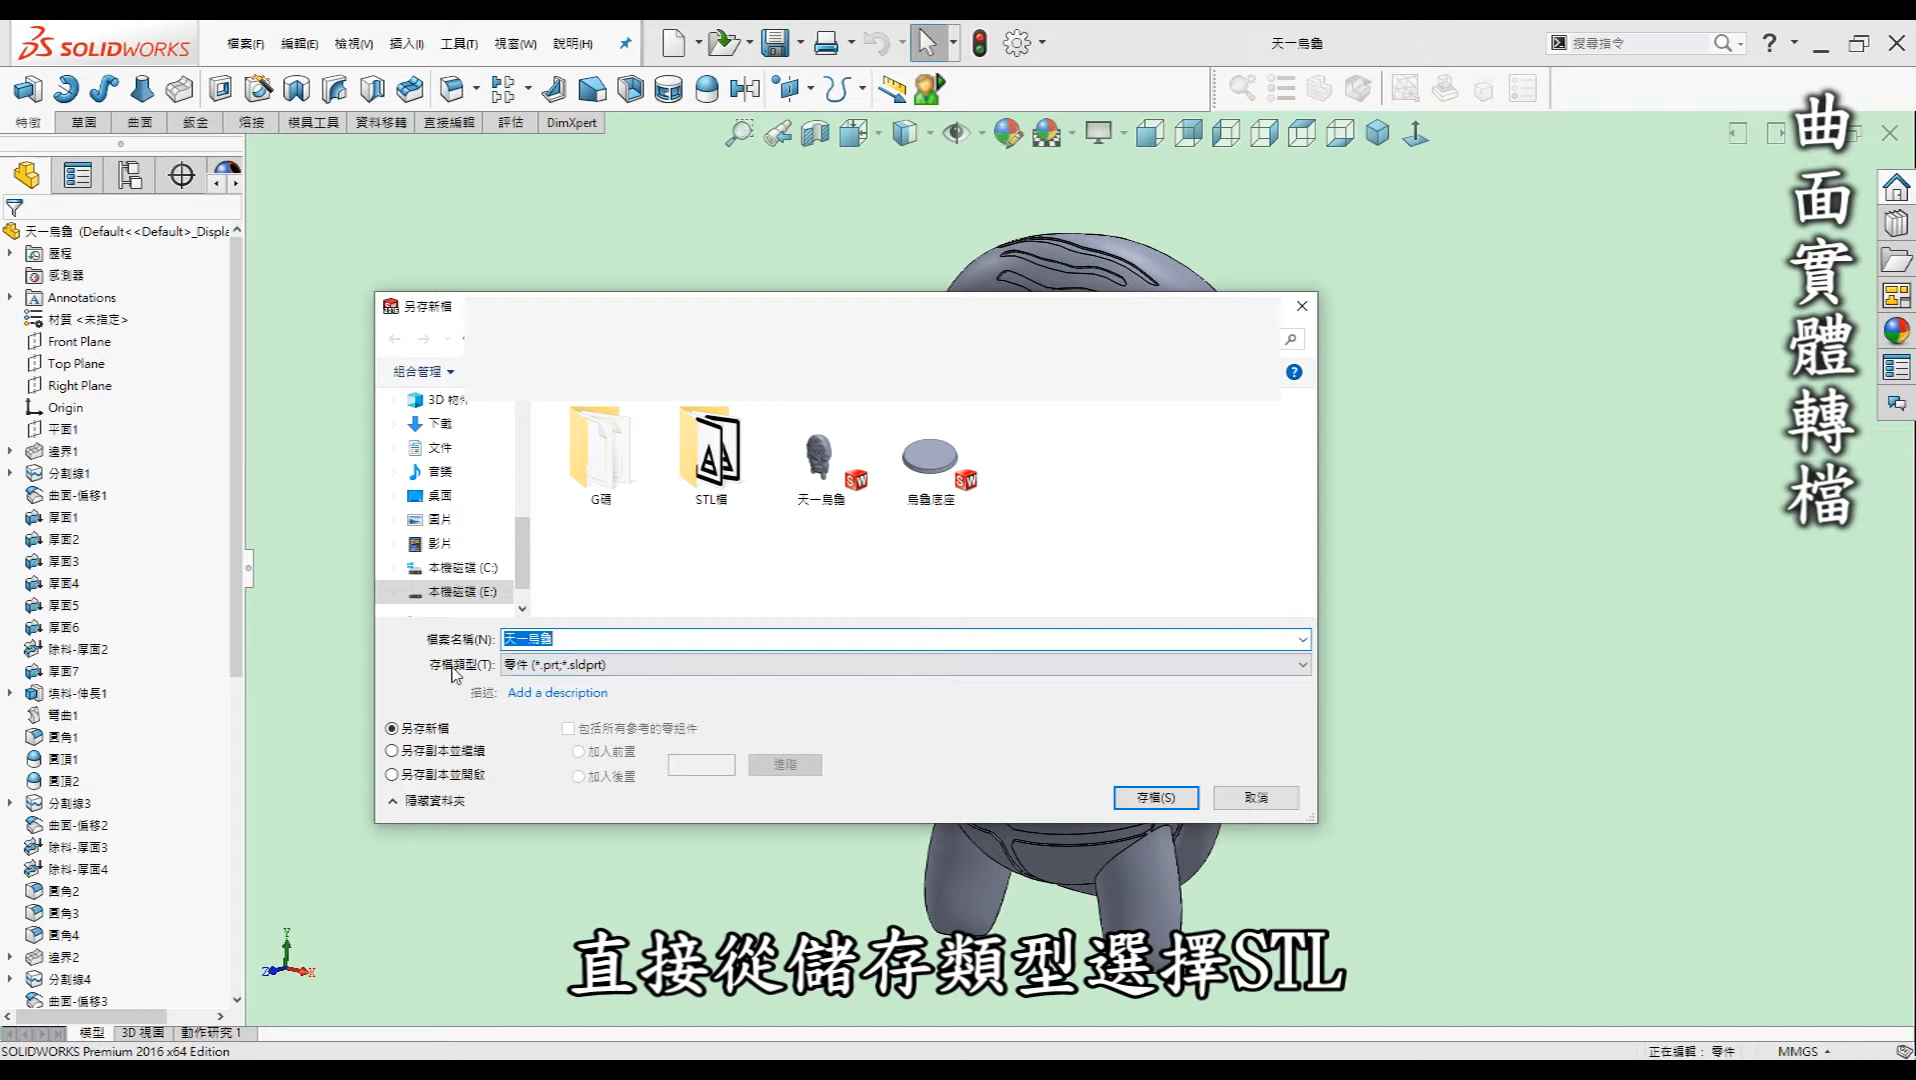 SOLIDWORKS
檔案(F) 編輯(E) 檢視(V) 插入(I) 工具(T) 視窗(W) 說明(H)
天一烏龜
搜尋指令
特徵 草圖 曲面 鈑金 熔接 模具工具 資料移轉 直接編輯 評估 DimXpert
天一烏龜 (Default<<Default>_Displa
歷程
感測器
Annotations
材質 <未指定>
Front Plane
Top Plane
Right Plane
Origin
平面1
邊界1
分割線1
曲面-偏移1
厚面1
厚面2
厚面3
厚面4
厚面5
厚面6
除料-厚面2
厚面7
填料-伸長1
彎曲1
圓角1
圓頂1
圓頂2
分割線3
曲面-偏移2
除料-厚面3
除料-厚面4
圓角2
圓角3
圓角4
邊界2
分割線4
曲面-偏移3
另存新檔
組合管理
3D 物件
下載
文件
音樂
桌面
圖片
影片
本機磁碟 (C:)
本機磁碟 (E:)
G碼
STL檔
天一烏龜
烏龜底座
檔案名稱(N): 天一烏龜
存檔類型(T): 零件 (*.prt;*.sldprt)
描述: Add a description
另存新檔
另存副本並繼續
另存副本並開啟
包括所有參考的零組件
加入前置
加入後置
進階
隱藏資料夾
存檔(S)
取消
曲面實體轉檔
直接從儲存類型選擇STL
Y
Z
X
模型 3D 視圖 動作研究 1
SOLIDWORKS Premium 2016 x64 Edition
正在編輯: 零件
MMGS